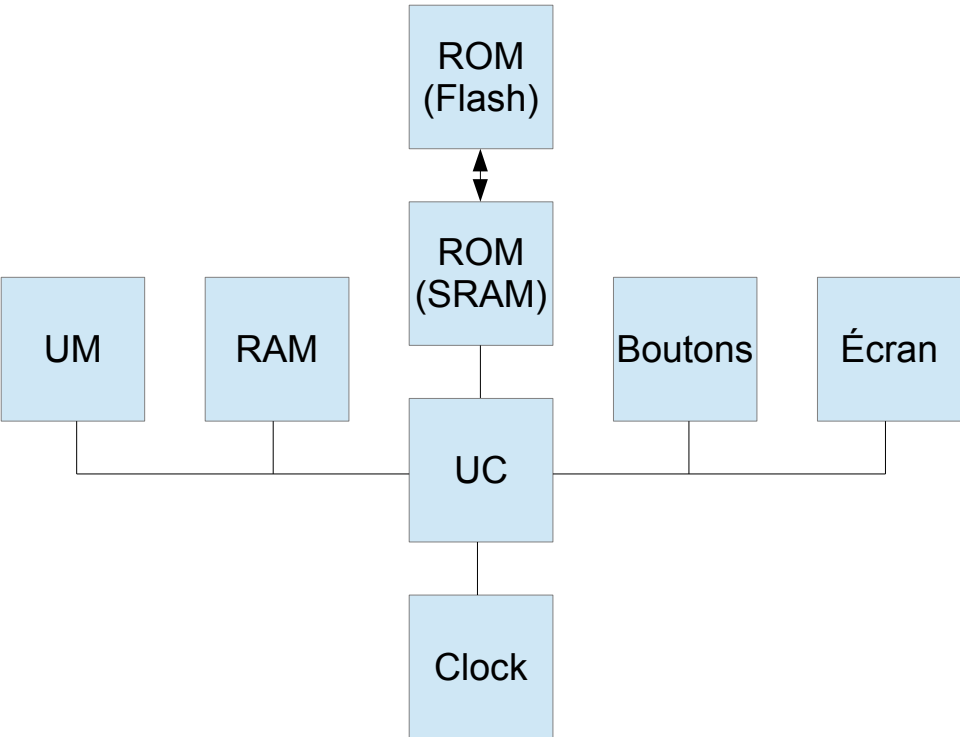 ROM
(Flash)
ROM
(SRAM)
UM
RAM
Boutons
Écran
UC
Clock